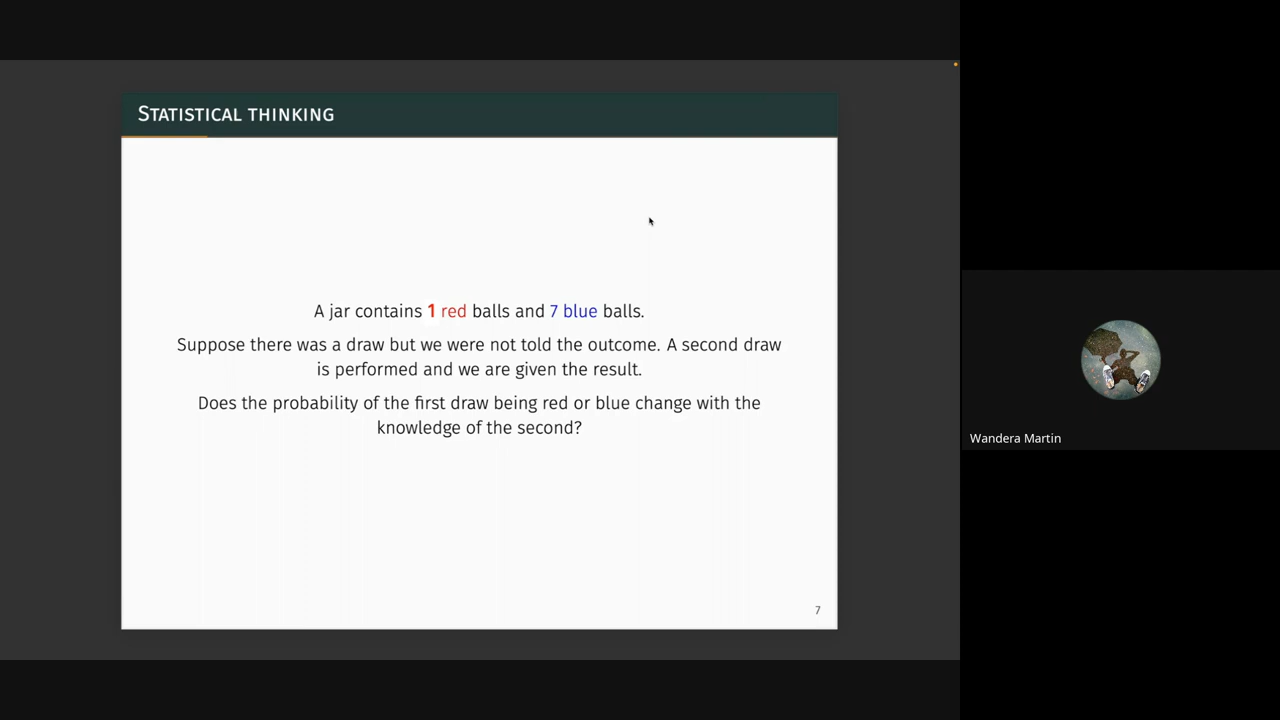 STATISTICAL THINKING
A jar contains 1 red balls and 7 blue balls.
Suppose there was a draw but we were not told the outcome. A second draw
is performed and we are given the result.
Does the probability of the first draw being red or blue change with the
knowledge of the second?
7
Wandera Martin